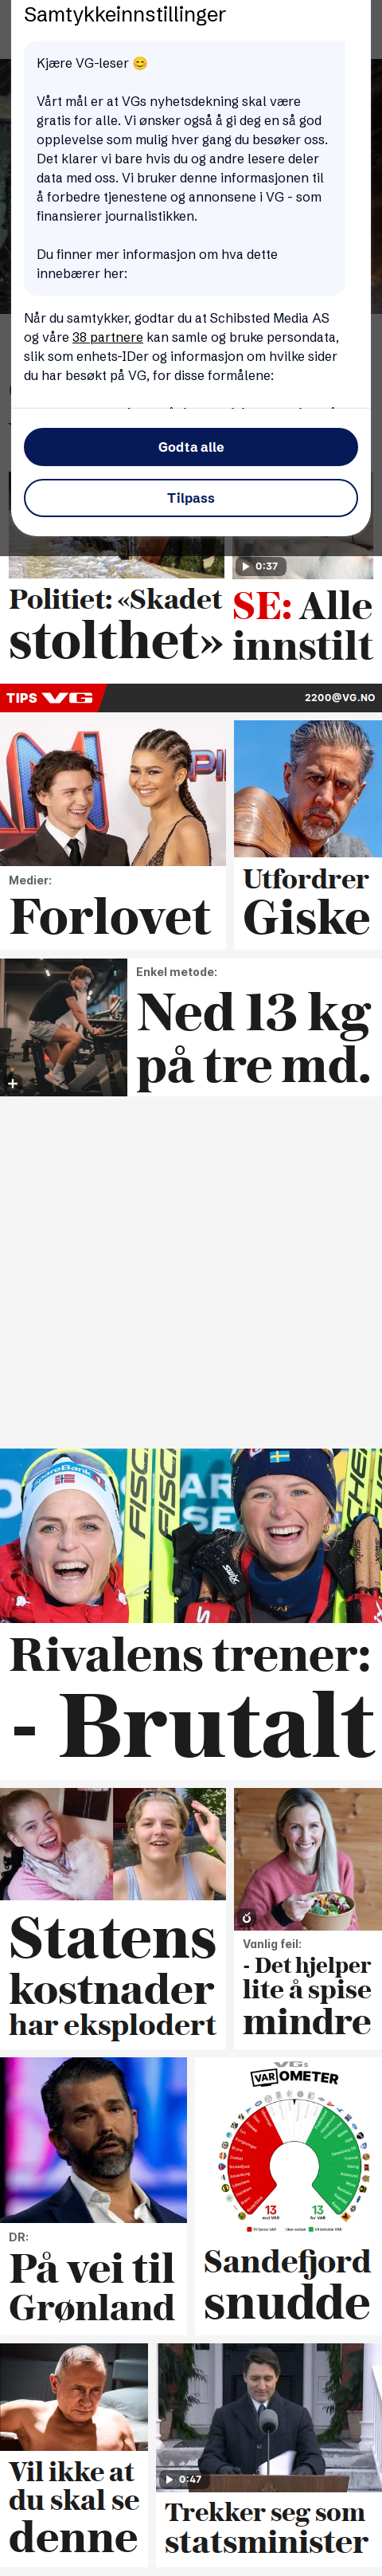 Samtykkeinnstillinger
Kjære VG-leser 😊
Vårt mål er at VGs nyhetsdekning skal være
gratis for alle. Vi ønsker også å gi deg en så god
opplevelse som mulig hver gang du besøker oss.
Det klarer vi bare hvis du og andre lesere deler
data med oss. Vi bruker denne informasjonen til
å forbedre tjenestene og annonsene i VG - som
finansierer journalistikken.
Du finner mer informasjon om hva dette
innebærer her:
Når du samtykker, godtar du at Schibsted Media AS
og våre 38 partnere kan samle og bruke persondata,
slik som enhets-IDer og informasjon om hvilke sider
du har besøkt på VG, for disse formålene:
Godta alle
Tilpass
0:37
Politiet: «Skadet
stolthet»
SE: Alle
innstilt
TIPS VG
2200@VG.NO
Medier:
Forlovet
Utfordrer
Giske
Enkel metode:
Ned 13 kg
på tre md.
SpareBank
FISC
FISC
Swix
Rivalens trener:
- Brutalt
Statens
kostnader
har eksplodert
Vanlig feil:
- Det hjelper
lite å spise
mindre
DR:
På vei til
Grønland
VGs
VAROMETER
13
13
Sandefjord
snudde
Vil ikke at
du skal se
denne
0:47
Trekker seg som
statsminister